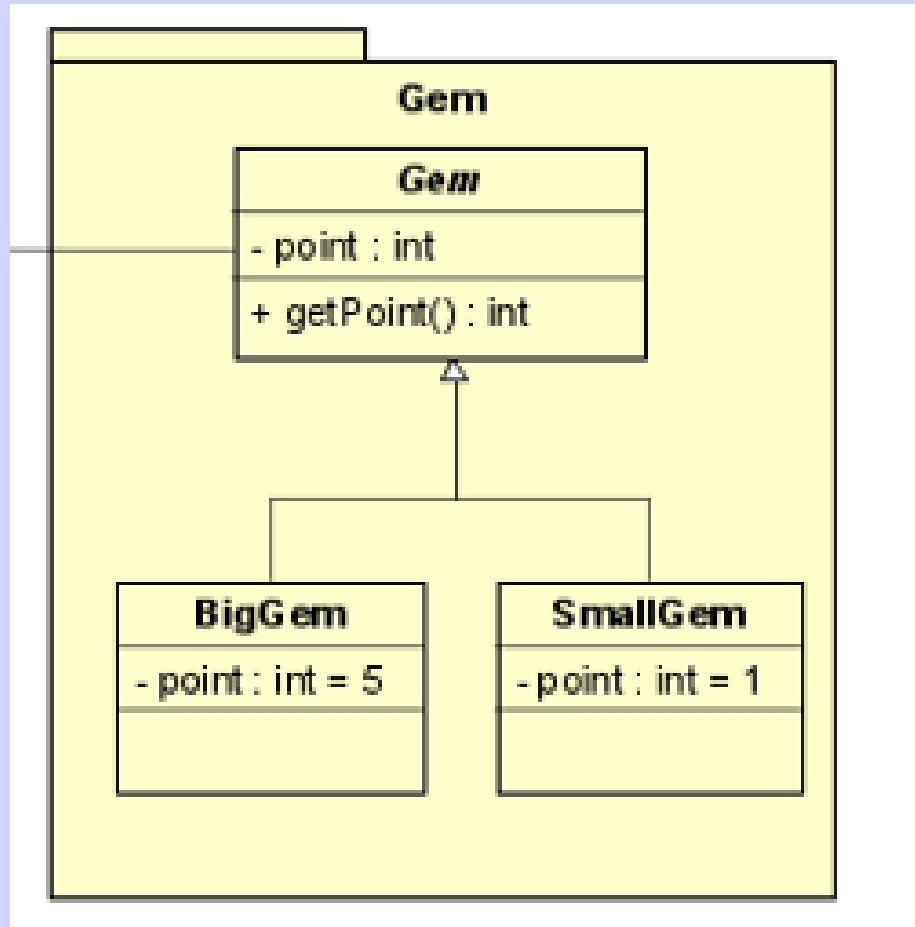 Gem
Gem
- point : int
+ getPoint() : int
BigGem
- point : int = 5
SmallGem
- point : int = 1